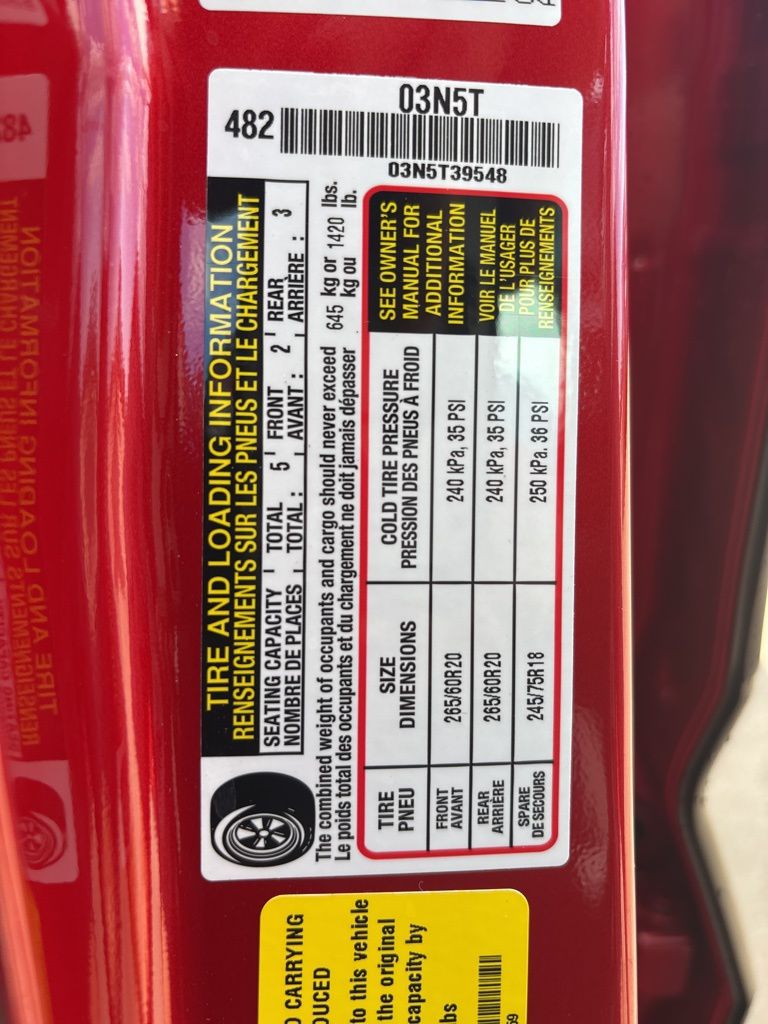 482
03N5T
03N5T39548
TIRE AND LOADING INFORMATION
RENSEIGNEMENTS SUR LES PNEUS ET LE CHARGEMENT
SEATING CAPACITY TOTAL 5 FRONT 2 REAR 3
NOMBRE DE PLACES TOTAL : AVANT : ARRIÈRE :
The combined weight of occupants and cargo should never exceed 645 kg or 1420 lbs.
Le poids total des occupants et du chargement ne doit jamais dépasser kg ou lb.
TIRE SIZE COLD TIRE PRESSURE
PNEU DIMENSIONS PRESSION DES PNEUS À FROID
FRONT
AVANT
265/60R20 240 kPa, 35 PSI
REAR
ARRIÈRE
265/60R20 240 kPa, 35 PSI
SPARE
DE SECOURS
245/75R18 250 kPa. 36 PSI
SEE OWNER'S
MANUAL FOR
ADDITIONAL
INFORMATION
VOIR LE MANUEL
DE L'USAGER
POUR PLUS DE
RENSEIGNEMENTS
CARRYING
to this vehicle
the original
capacity by